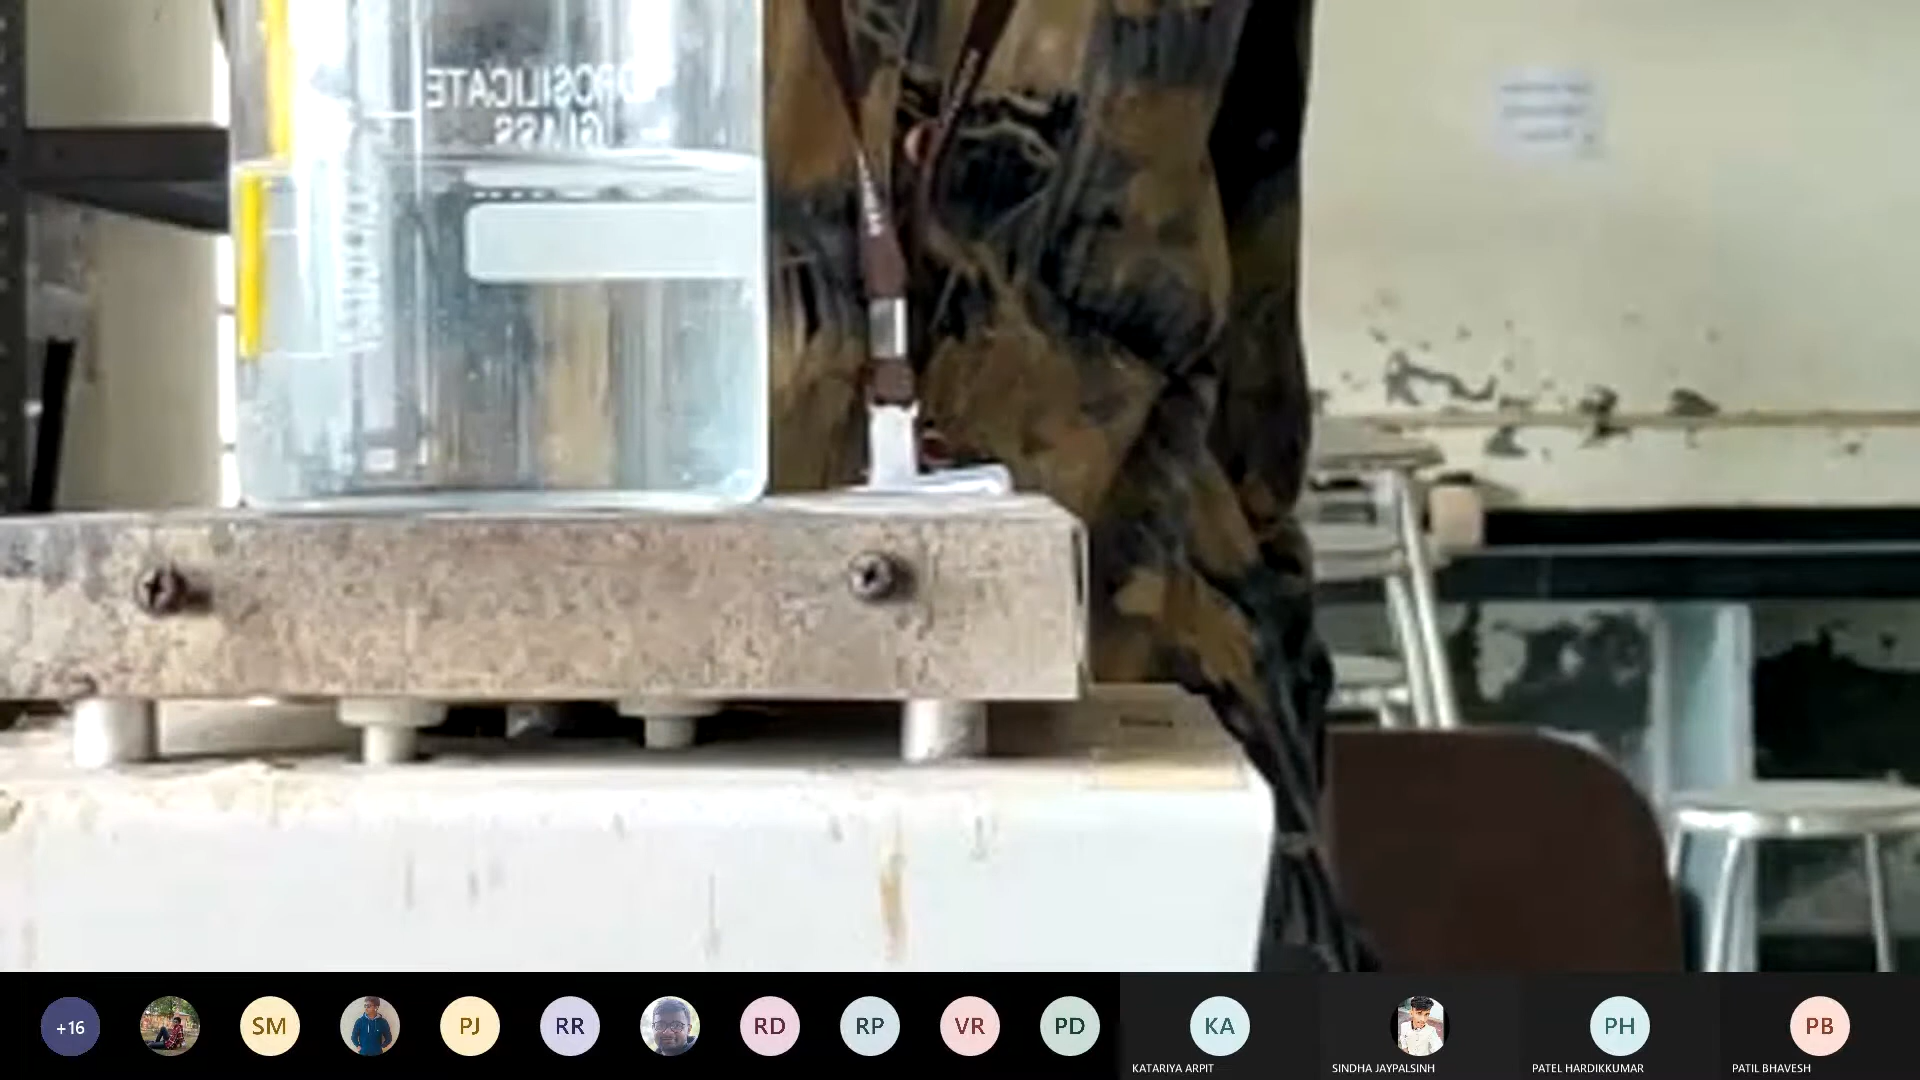 BOROSILICATE
GLASS
+16
SM
PJ
RR
RD
RP
VR
PD
KA
PH
PB
KATARIYA ARPIT
SINDHA JAYPALSINH
PATEL HARDIKKUMAR
PATIL BHAVESH